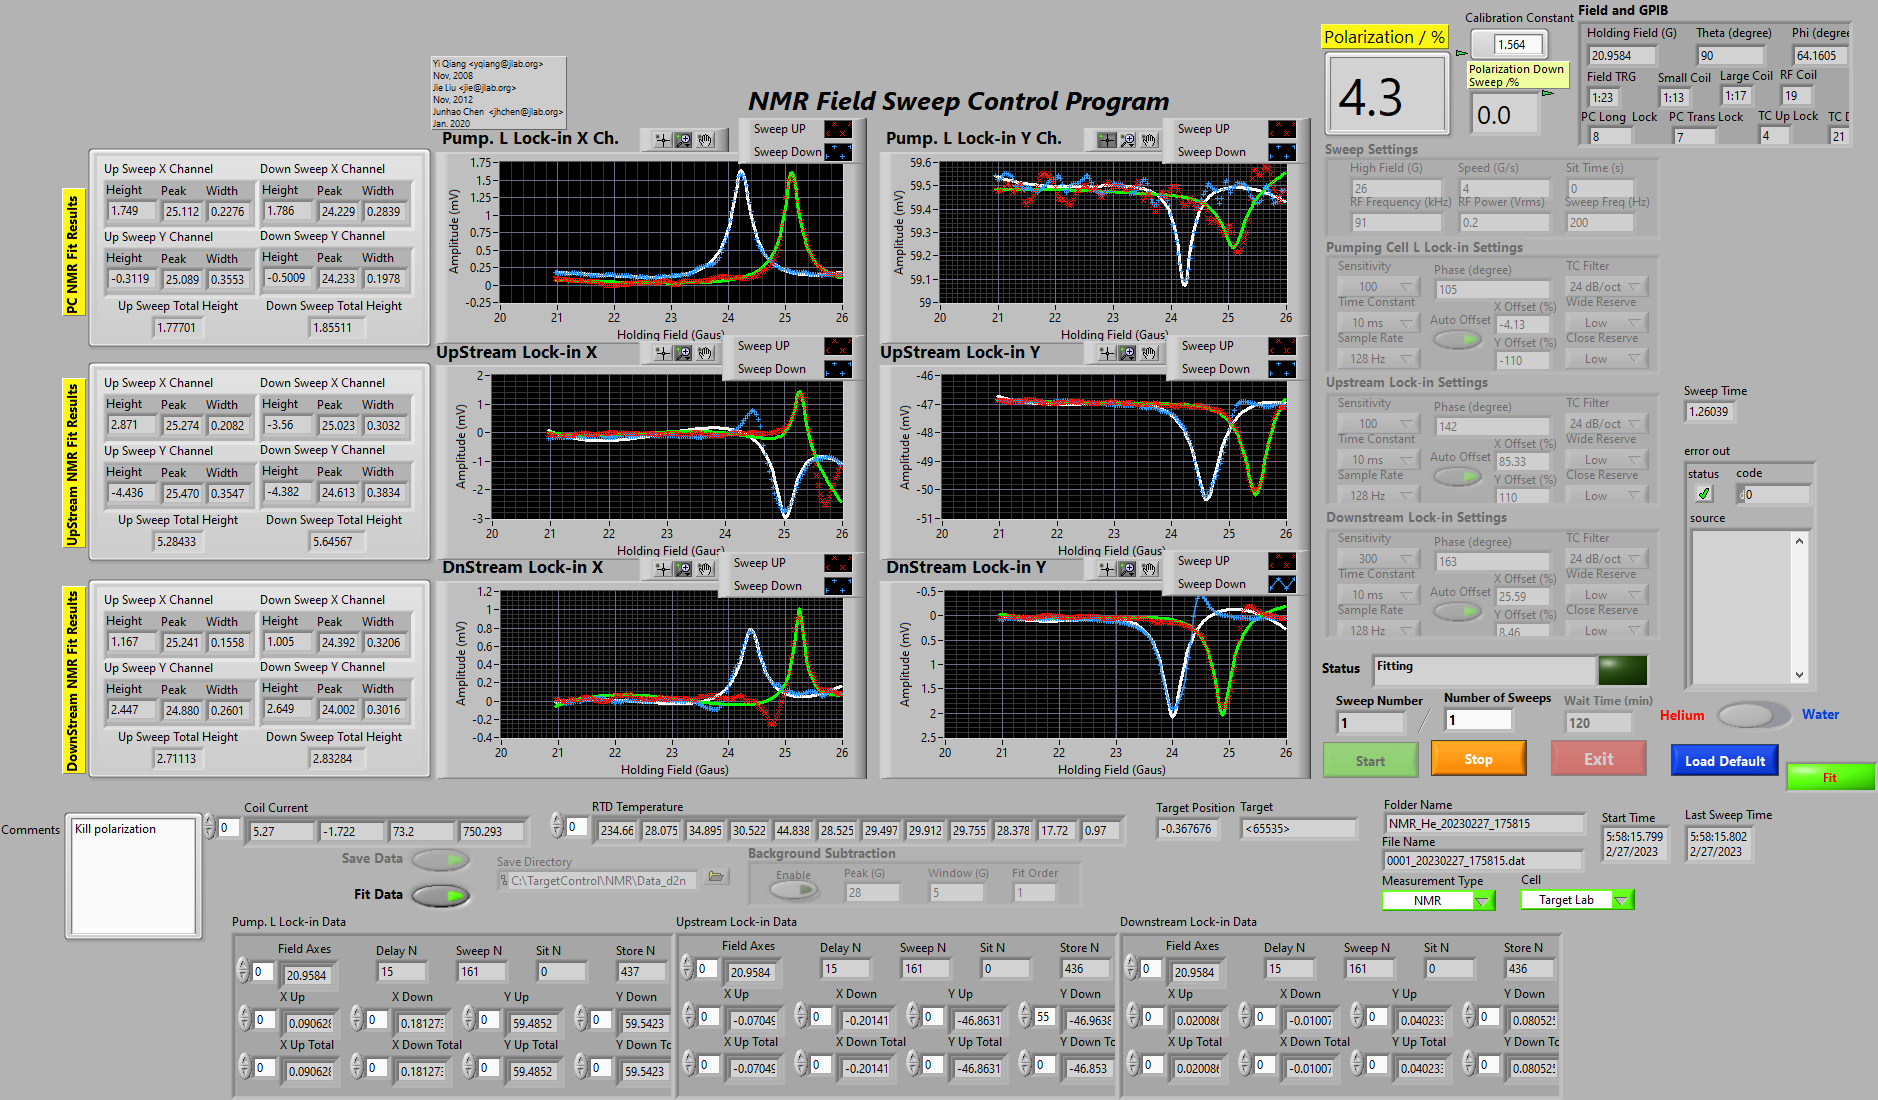 Yi Qiang <yqiang@jlab.org>
Nov, 2008
Jie Liu <jie@jlab.org>
Nov, 2012
Junhao Chen <jhchen@jlab.org>
Jan. 2020
NMR Field Sweep Control Program
Polarization / %
4.3
Calibration Constant
1.564
Polarization Down
Sweep /%
0.0
Field and GPIB
Holding Field (G) Theta (degree) Phi (degree
20.9584 90 64.1605
Field TRG Small Coil Large Coil RF Coil
1:23 1:13 1:17 19
PC Long Lock PC Trans Lock TC Up Lock TC D
8 7 4 21
PC NMR Fit Results
Up Sweep X Channel Down Sweep X Channel
Height Peak Width Height Peak Width
1.749 25.112 0.2276 1.786 24.229 0.2839
Up Sweep Y Channel Down Sweep Y Channel
Height Peak Width Height Peak Width
-0.3119 25.089 0.3553 -0.5009 24.233 0.1978
Up Sweep Total Height Down Sweep Total Height
1.77701 1.85511
UpStream NMR Fit Results
Up Sweep X Channel Down Sweep X Channel
Height Peak Width Height Peak Width
2.871 25.274 0.2082 -3.56 25.023 0.3032
Up Sweep Y Channel Down Sweep Y Channel
Height Peak Width Height Peak Width
-4.436 25.470 0.3547 -4.382 24.613 0.3834
Up Sweep Total Height Down Sweep Total Height
5.28433 5.64567
DownStream NMR Fit Results
Up Sweep X Channel Down Sweep X Channel
Height Peak Width Height Peak Width
1.167 25.241 0.1558 1.005 24.392 0.3206
Up Sweep Y Channel Down Sweep Y Channel
Height Peak Width Height Peak Width
2.447 24.880 0.2601 2.649 24.002 0.3016
Up Sweep Total Height Down Sweep Total Height
2.71113 2.83284
Pump. L Lock-in X Ch.
Sweep UP
Sweep Down
Amplitude (mV)
1.75
1.5
1.25
1
0.75
0.5
0.25
0
-0.25
20 21 22 23 24 25 26
Holding Field (Gaus)
Pump. L Lock-in Y Ch.
Sweep UP
Sweep Down
Amplitude (mV)
59.6
59.5
59.4
59.3
59.2
59.1
59
20 21 22 23 24 25 26
Holding Field (Gaus)
UpStream Lock-in X
Sweep UP
Sweep Down
Amplitude (mV)
2
1
0
-1
-2
-3
20 21 22 23 24 25 26
Holding Field (Gaus)
UpStream Lock-in Y
Sweep UP
Sweep Down
Amplitude (mV)
-46
-47
-48
-49
-50
-51
20 21 22 23 24 25 26
Holding Field (Gaus)
DnStream Lock-in X
Sweep UP
Sweep Down
Amplitude (mV)
1.2
1
0.8
0.6
0.4
0.2
0
-0.2
-0.4
20 21 22 23 24 25 26
Holding Field (Gaus)
DnStream Lock-in Y
Sweep UP
Sweep Down
Amplitude (mV)
-0.5
0
0.5
1
1.5
2
2.5
20 21 22 23 24 25 26
Holding Field (Gaus)
Sweep Settings
High Field (G) Speed (G/s) Sit Time (s)
26 4 0
RF Frequency (kHz) RF Power (Vrms) Sweep Freq (Hz)
91 0.2 200
Pumping Cell L Lock-in Settings
Sensitivity Phase (degree) TC Filter
100 105 24 dB/oct
Time Constant X Offset (%) Wide Reserve
10 ms Auto Offset -4.13 Low
Sample Rate Y Offset (%) Close Reserve
128 Hz -110 Low
Upstream Lock-in Settings
Sensitivity Phase (degree) TC Filter
100 142 24 dB/oct
Time Constant X Offset (%) Wide Reserve
10 ms Auto Offset 85.33 Low
Sample Rate Y Offset (%) Close Reserve
128 Hz 110 Low
Downstream Lock-in Settings
Sensitivity Phase (degree) TC Filter
300 163 24 dB/oct
Time Constant X Offset (%) Wide Reserve
10 ms Auto Offset 25.59 Low
Sample Rate Y Offset (%) Close Reserve
128 Hz 8.46 Low
Sweep Time
1.26039
error out
status code
0
source
Status Fitting
Sweep Number Number of Sweeps Wait Time (min)
1 / 1 120
Helium Water
Start Stop Exit Load Default Fit
Comments
Kill polarization
Coil Current
0 5.27 -1.722 73.2 750.293
RTD Temperature
0 234.66 28.075 34.895 30.522 44.838 28.525 29.497 29.912 29.755 28.378 17.72 0.97
Target Position Target
-0.367676 <65535>
Folder Name
NMR_He_20230227_175815
File Name
0001_20230227_175815.dat
Start Time Last Sweep Time
5:58:15.799 5:58:15.802
2/27/2023 2/27/2023
Measurement Type Cell
NMR Target Lab
Save Data
Fit Data
Save Directory
C:\TargetControl\NMR\Data_d2n
Background Subtraction
Enable Peak (G) Window (G) Fit Order
28 5 1
Pump. L Lock-in Data
Field Axes Delay N Sweep N Sit N Store N
0 20.9584 15 161 0 437
X Up X Down Y Up Y Down
0 0.090628 0 0.181273 0 59.4852 0 59.5423
X Up Total X Down Total Y Up Total Y Down To
0 0.090628 0 0.181273 0 59.4852 0 59.5423
Upstream Lock-in Data
Field Axes Delay N Sweep N Sit N Store N
0 20.9584 15 161 0 436
X Up X Down Y Up Y Down
0 -0.07049 0 -0.20141 0 -46.8631 55 -46.9638
X Up Total X Down Total Y Up Total Y Down To
0 -0.07049 0 -0.20141 0 -46.8631 0 -46.853
Downstream Lock-in Data
Field Axes Delay N Sweep N Sit N Store N
0 20.9584 15 161 0 436
X Up X Down Y Up Y Down
0 0.020086 0 -0.01007 0 0.040233 0 0.080525
X Up Total X Down Total Y Up Total Y Down To
0 0.020086 0 -0.01007 0 0.040233 0 0.080525